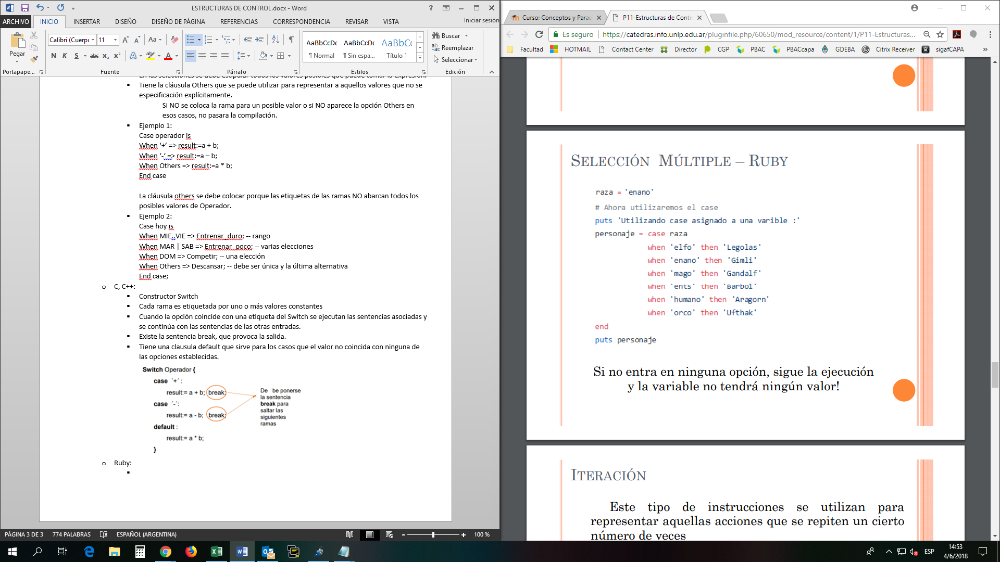 ESTRUCTURAS DE CONTROL.docx - Word
ARCHIVO INICIO INSERTAR DISEÑO DISEÑO DE PÁGINA REFERENCIAS CORRESPONDENCIA REVISAR VISTA Iniciar sesión
Pegar
Calibri (Cuerpo 11
N K S abc x₂ x²
AaBbCcDc AaBbCcDc AaBbCc
¶ Normal ¶ Sin espa... Título 1
Buscar
Reemplazar
Seleccionar
Portapape... Fuente Párrafo Estilos Edición
En las selecciones se debe estipular todos los valores posibles que puede tomar la expresión.
▪ Tiene la cláusula Others que se puede utilizar para representar a aquellos valores que no se
especificación explícitamente.
Si NO se coloca la rama para un posible valor o si NO aparece la opción Others en
esos casos, no pasara la compilación.
▪ Ejemplo 1:
Case operador is
When ‘+’ => result:=a + b;
When ‘-‘ => result:=a – b;
When Others => result:=a * b;
End case
La cláusula others se debe colocar porque las etiquetas de las ramas NO abarcan todos los
posibles valores de Operador.
▪ Ejemplo 2:
Case hoy is
When MIE..VIE => Entrenar_duro; -- rango
When MAR | SAB => Entrenar_poco; -- varias elecciones
When DOM => Competir; -- una elección
When Others => Descansar; -- debe ser única y la última alternativa
End case;
o C, C++:
▪ Constructor Switch
▪ Cada rama es etiquetada por uno o más valores constantes
▪ Cuando la opción coincide con una etiqueta del Switch se ejecutan las sentencias asociadas y
se continúa con las sentencias de las otras entradas.
▪ Existe la sentencia break, que provoca la salida.
▪ Tiene una clausula default que sirve para los casos que el valor no coincida con ninguna de
las opciones establecidas.
Switch Operador {
case ´+´ :
result:= a + b; break;
case ´-´:
result:= a - b; break;
default :
result:= a * b;
}
De be ponerse
la sentencia
break para
saltar las
siguientes
ramas
o Ruby:
▪
PÁGINA 3 DE 3 774 PALABRAS ESPAÑOL (ARGENTINA) 100 %
Curso: Conceptos y Parad P11-Estructuras de Contr
Es seguro https://catedras.info.unlp.edu.ar/pluginfile.php/60650/mod_resource/content/1/P11-Estructuras...
Facultad HOTMAIL Contact Center Director CGP PBAC PBACcapa GDEBA Citrix Receiver sigafCAPA »
SELECCIÓN MÚLTIPLE – RUBY
raza = 'enano'
# Ahora utilizaremos el case
puts 'Utilizando case asignado a una varible :'
personaje = case raza
when 'elfo' then 'Legolas'
when 'enano' then 'Gimli'
when 'mago' then 'Gandalf'
when 'ents' then 'Barbol'
when 'humano' then 'Aragorn'
when 'orco' then 'Ufthak'
end
puts personaje
Si no entra en ninguna opción, sigue la ejecución
y la variable no tendrá ningún valor!
ITERACIÓN
Este tipo de instrucciones se utilizan para
representar aquellas acciones que se repiten un cierto
número de veces
ESP
14:53
4/6/2018